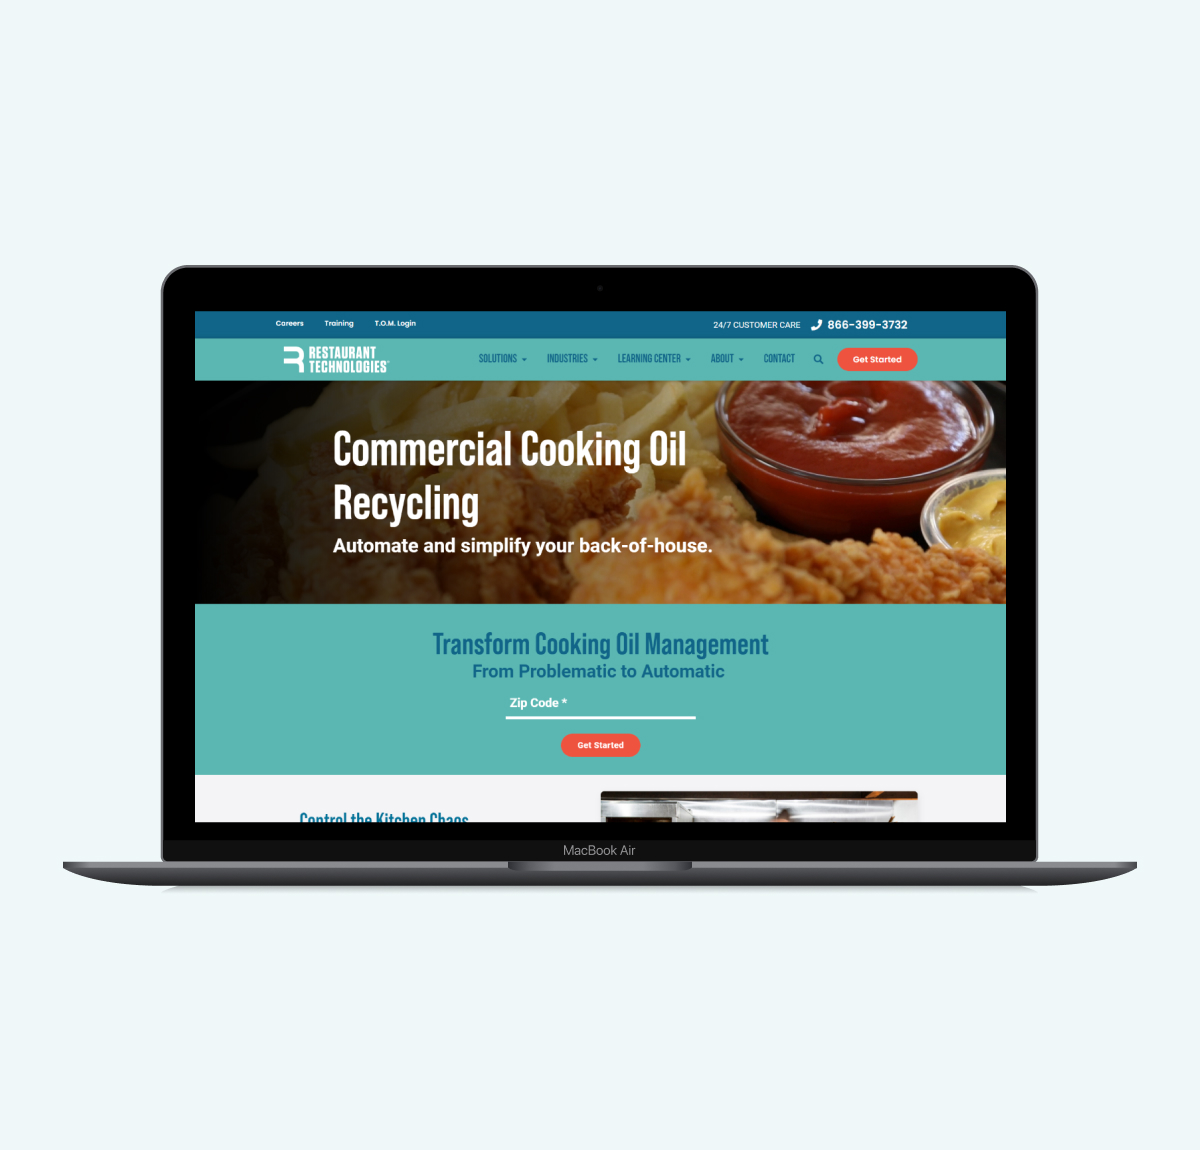 Careers Training T.O.M. Login 24/7 CUSTOMER CARE 866-399-3732
RESTAURANT
TECHNOLOGIES
SOLUTIONS INDUSTRIES LEARNING CENTER ABOUT CONTACT Get Started
Commercial Cooking Oil
Recycling
Automate and simplify your back-of-house.
Transform Cooking Oil Management
From Problematic to Automatic
Zip Code *
Get Started
Control the Kitchen Chaos
MacBook Air